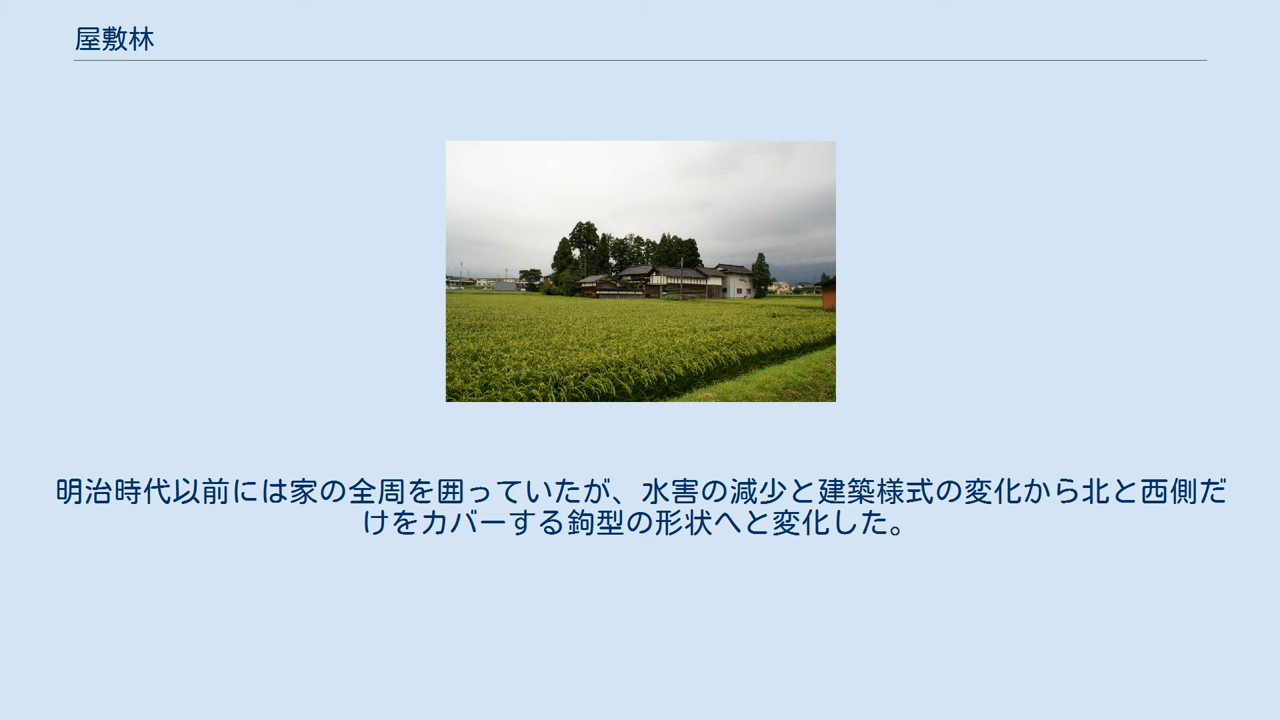 屋敷林
明治時代以前には家の全周を囲っていたが、水害の減少と建築様式の変化から北と西側だ
けをカバーする鉤型の形状へと変化した。